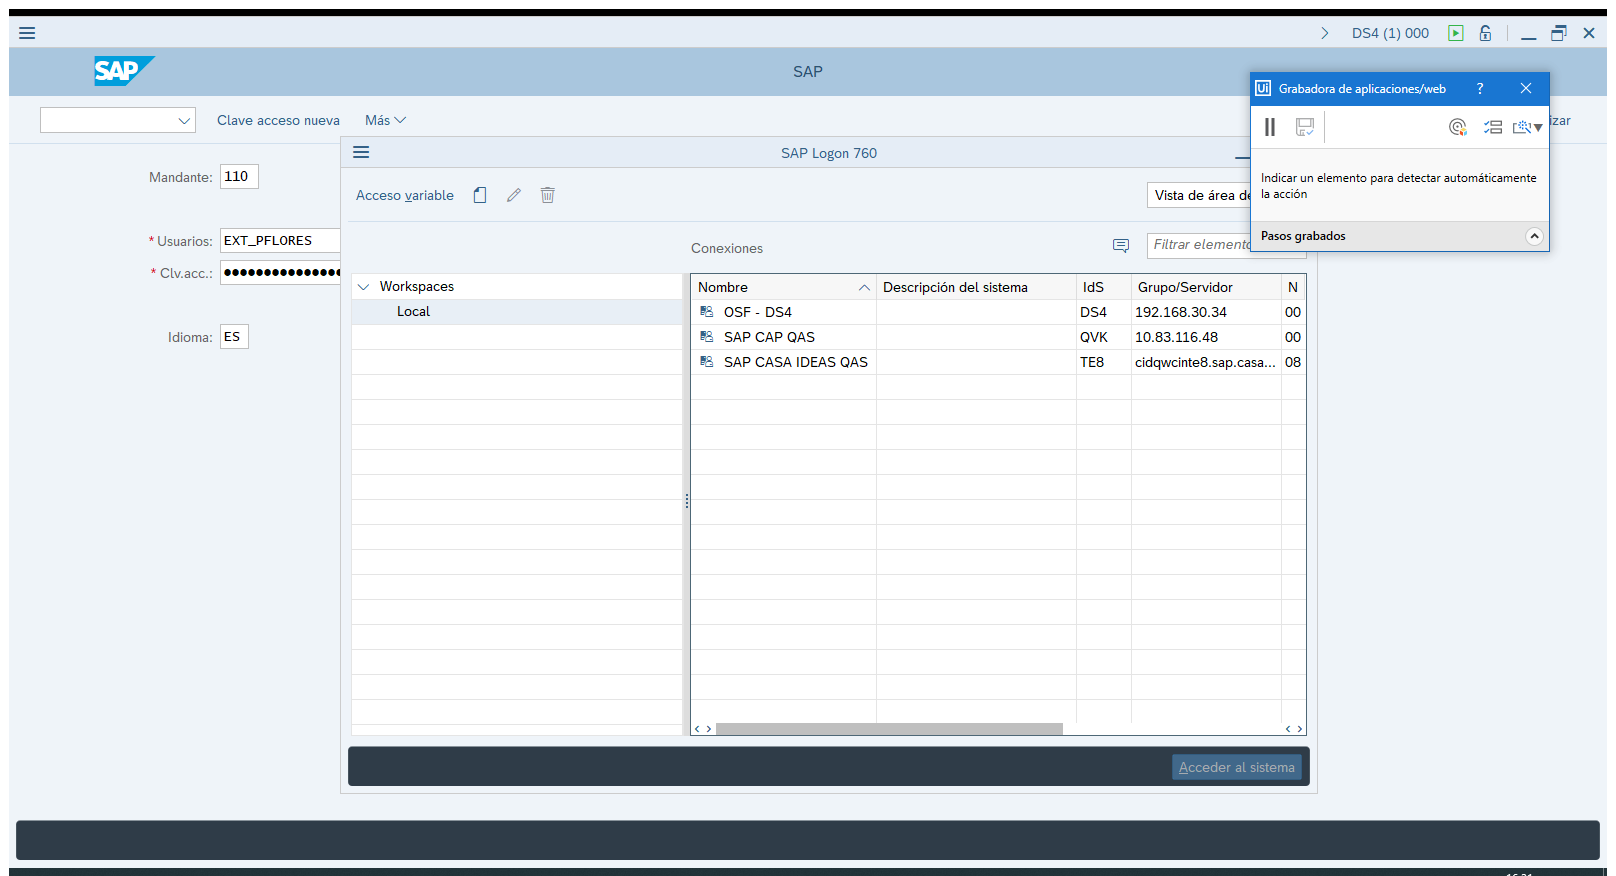 DS4 (1) 000
SAP
SAP
Ui Grabadora de aplicaciones/web ?
Clave acceso nueva Más
Indicar un elemento para detectar automáticamente
la acción
Pasos grabados
SAP Logon 760
Mandante: 110
Acceso variable
Vista de área
* Usuarios: EXT_PFLORES
Conexiones
Filtrar
* Clv.acc.: ●●●●●●●●●●●●●●●
Workspaces
Local
Nombre Descripción del sistema IdS Grupo/Servidor N
OSF - DS4 DS4 192.168.30.34 00
SAP CAP QAS QVK 10.83.116.48 00
SAP CASA IDEAS QAS TE8 cidqwcinte8.sap.casa... 08
Idioma: ES
Acceder al sistema